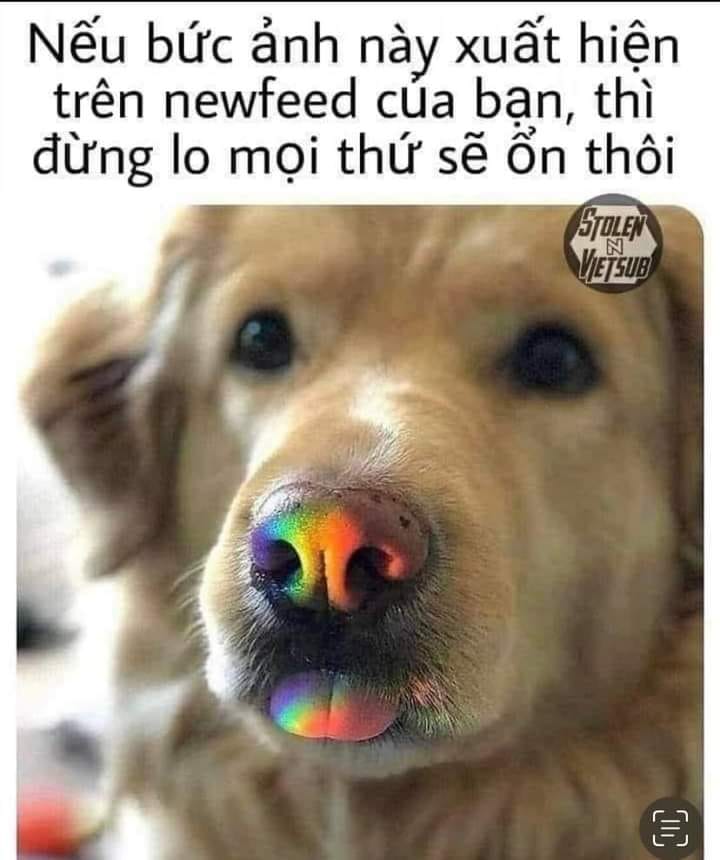 Nếu bức ảnh này xuất hiện
trên newfeed của bạn, thì
đừng lo mọi thứ sẽ ổn thôi
STOLEN
N
VIETSUB